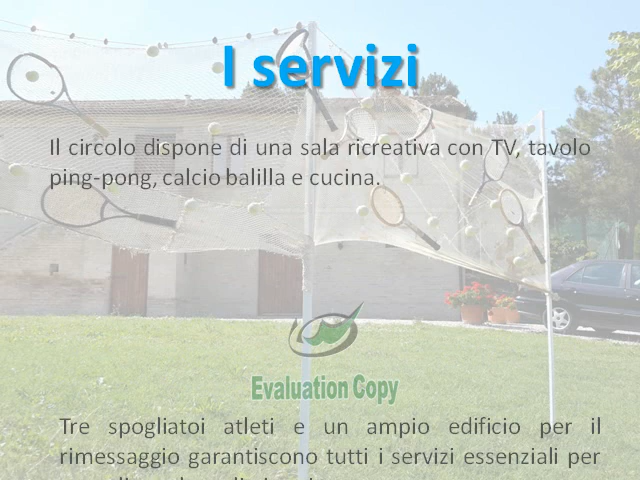 I servizi
Il circolo dispone di una sala ricreativa con TV, tavolo
ping-pong, calcio balilla e cucina.
Evaluation Copy
Tre spogliatoi atleti e un ampio edificio per il
rimessaggio garantiscono tutti i servizi essenziali per